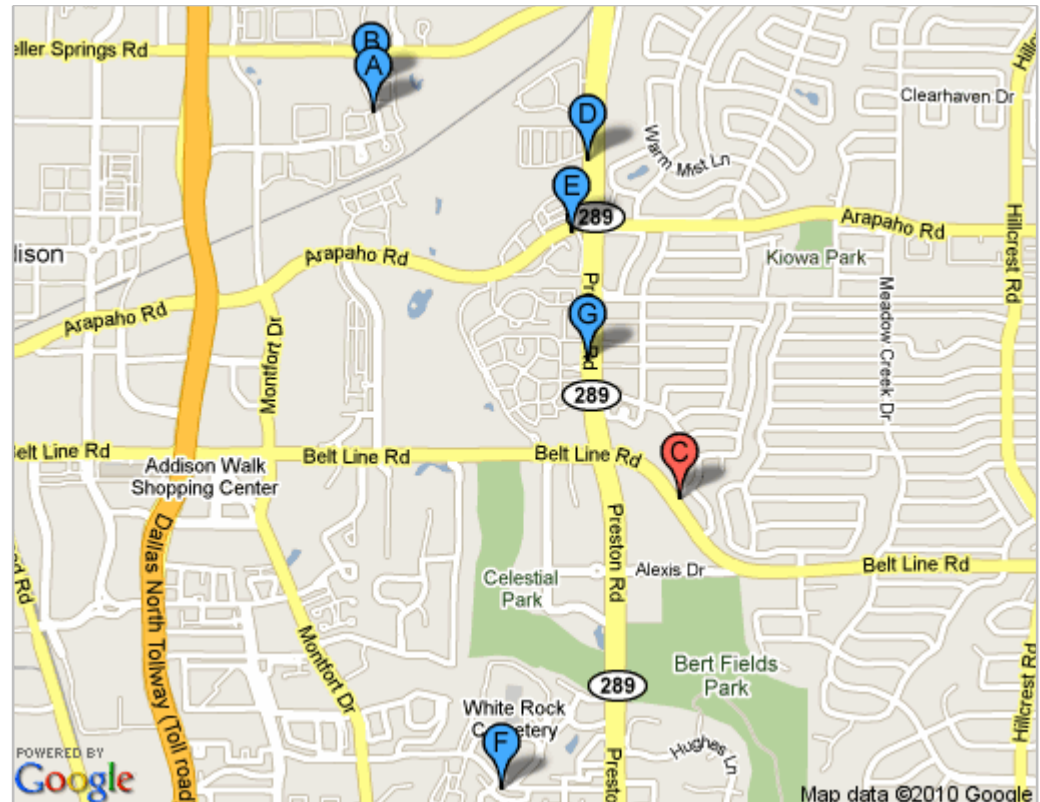 eller Springs Rd
B
A
D
Clearhaven Dr
Warm Mist Ln
E
289
Arapaho Rd
Hillcrest Rd
Kiowa Park
lison
Arapaho Rd
Arapaho Rd
Montfort Dr
G
Meadow Creek Dr
289
Belt Line Rd
Belt Line Rd
Belt Line Rd
C
Addison Walk
Shopping Center
Dallas North Tollway (Toll road
Preston Rd
Alexis Dr
Belt Line Rd
Celestial
Park
Montfort Dr
Bert Fields
Park
289
Hillcrest Rd
White Rock
F
Hughes Ln
POWERED BY
Google
Map data ©2010 Google